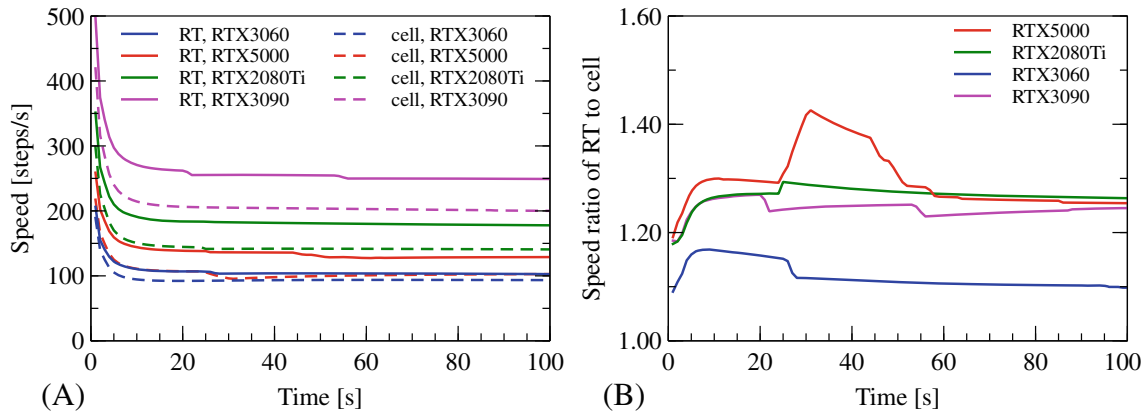 500
400
300
200
100
0
0 20 40 60 80 100
Speed [steps/s]
Time [s]
RT, RTX3060
RT, RTX5000
RT, RTX2080Ti
RT, RTX3090
cell, RTX3060
cell, RTX5000
cell, RTX2080Ti
cell, RTX3090
(A)
1.60
1.40
1.20
1.00
0 20 40 60 80 100
Speed ratio of RT to cell
Time [s]
RTX5000
RTX2080Ti
RTX3060
RTX3090
(B)